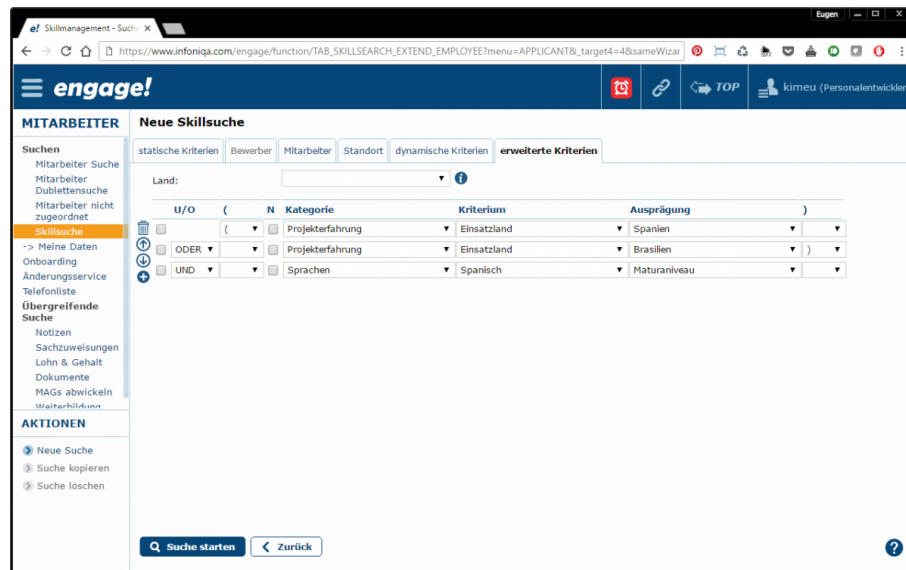 Eugen
e! Skillmanagement - Such
https://www.infoniqa.com/engage/function/TAB_SKILLSEARCH_EXTEND_EMPLOYEE?menu=APPLICANT&_target4=4&sameWizar
engage!
TOP
kimeu (Personalentwickler
MITARBEITER
Suchen
Mitarbeiter Suche
Mitarbeiter
Dublettensuche
Mitarbeiter nicht
zugeordnet
Skillsuche
-> Meine Daten
Onboarding
Änderungsservice
Telefonliste
Übergreifende
Suche
Notizen
Sachzuweisungen
Lohn & Gehalt
Dokumente
MAGs abwickeln
Weiterbildung
AKTIONEN
Neue Suche
Suche kopieren
Suche löschen
Neue Skillsuche
statische Kriterien Bewerber Mitarbeiter Standort dynamische Kriterien erweiterte Kriterien
Land:
U/O ( N Kategorie Kriterium Ausprägung )
( Projekterfahrung Einsatzland Spanien
ODER Projekterfahrung Einsatzland Brasilien )
UND Sprachen Spanisch Maturaniveau
Suche starten Zurück
?